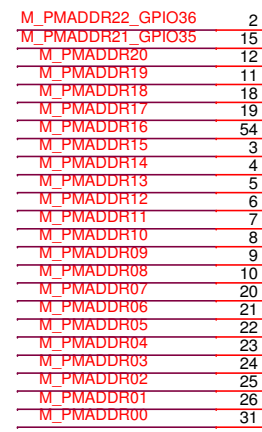 M_PMADDR22_GPIO36 2
M_PMADDR21_GPIO35 15
M_PMADDR20 12
M_PMADDR19 11
M_PMADDR18 18
M_PMADDR17 19
M_PMADDR16 54
M_PMADDR15 3
M_PMADDR14 4
M_PMADDR13 5
M_PMADDR12 6
M_PMADDR11 7
M_PMADDR10 8
M_PMADDR09 9
M_PMADDR08 10
M_PMADDR07 20
M_PMADDR06 21
M_PMADDR05 22
M_PMADDR04 23
M_PMADDR03 24
M_PMADDR02 25
M_PMADDR01 26
M_PMADDR00 31